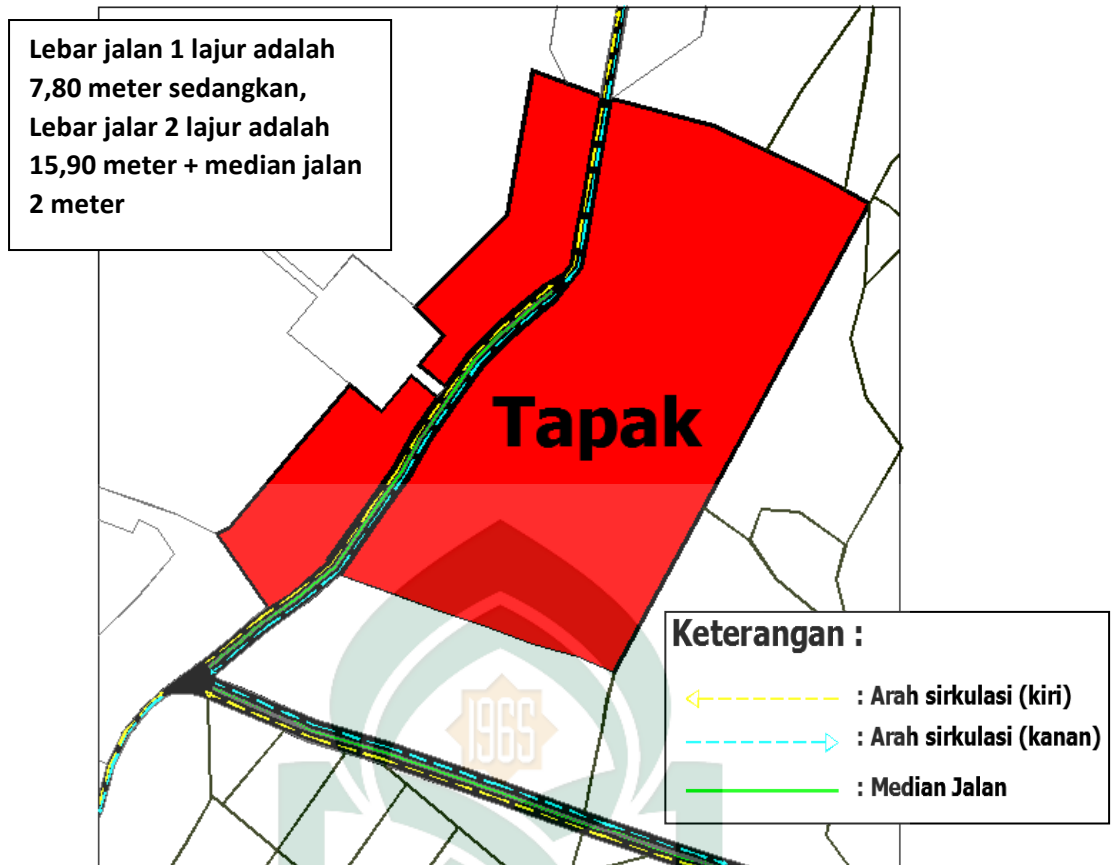 Lebar jalan 1 lajur adalah
7,80 meter sedangkan,
Lebar jalar 2 lajur adalah
15,90 meter + median jalan
2 meter
Tapak
1965
Keterangan :
: Arah sirkulasi (kiri)
: Arah sirkulasi (kanan)
: Median Jalan